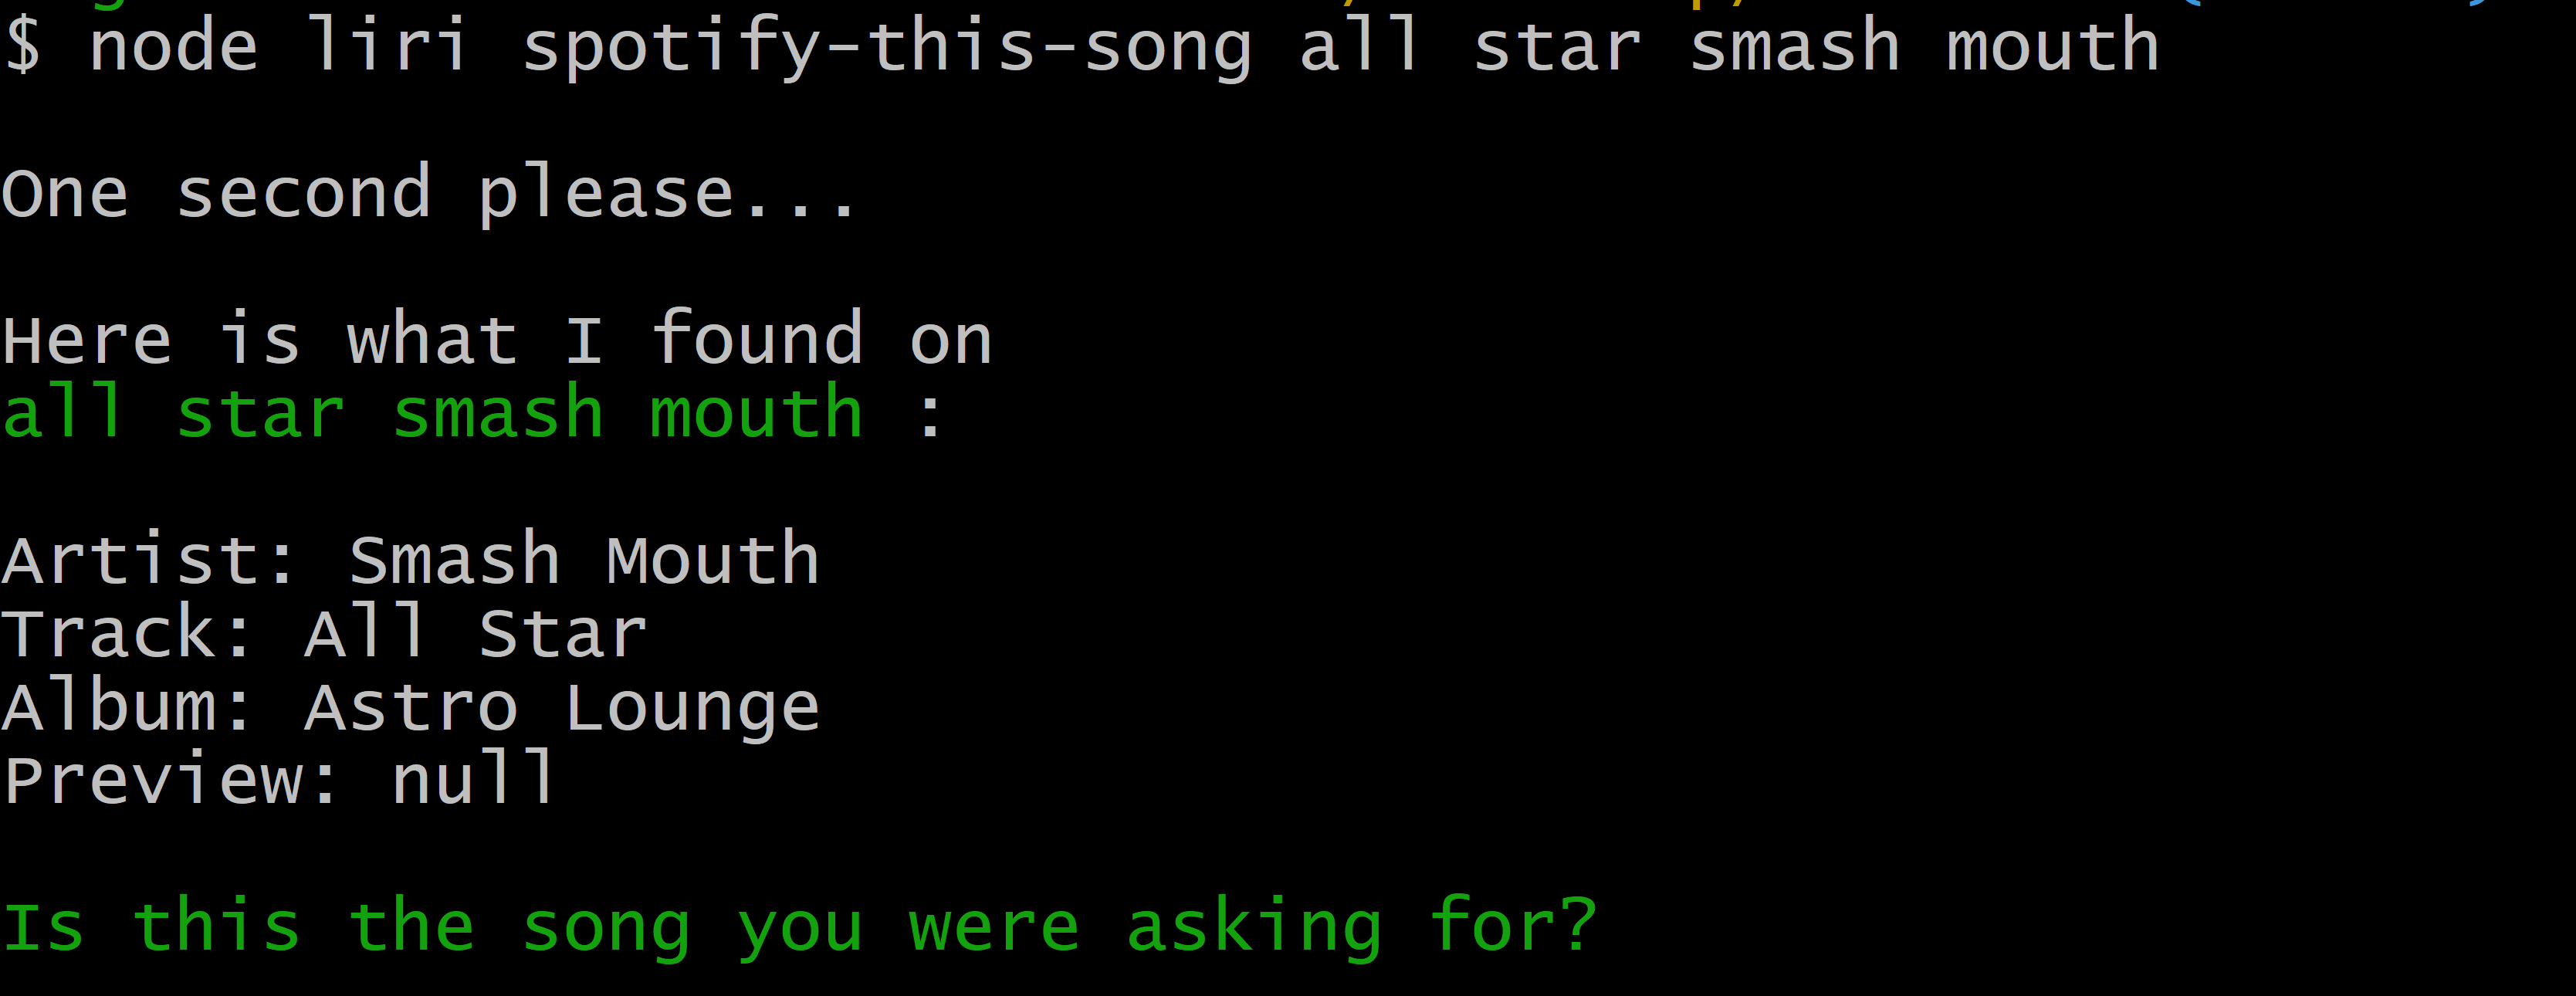 $ node liri spotify-this-song all star smash mouth
One second please...
Here is what I found on
all star smash mouth :
Artist: Smash Mouth
Track: All Star
Album: Astro Lounge
Preview: null
Is this the song you were asking for?